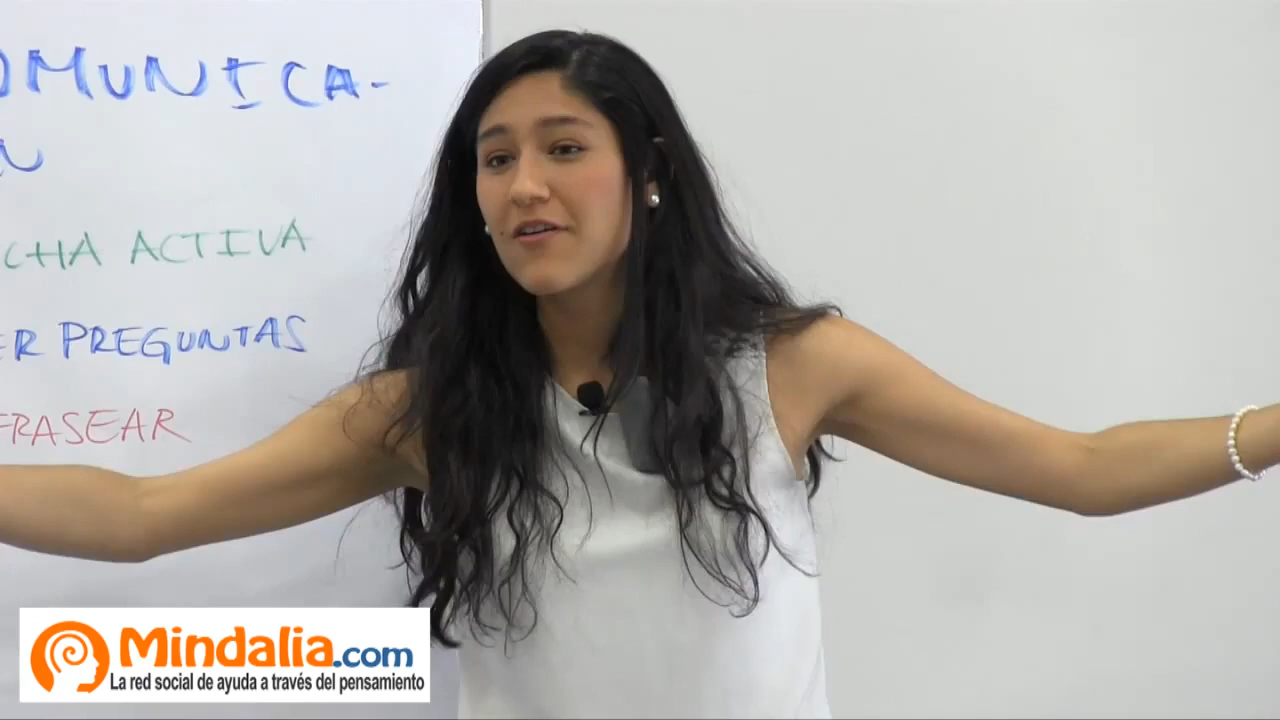 OMUNICA-
N
CHA ACTIVA
ER PREGUNTAS
FRASEAR
Mindalia.com
La red social de ayuda a través del pensamiento